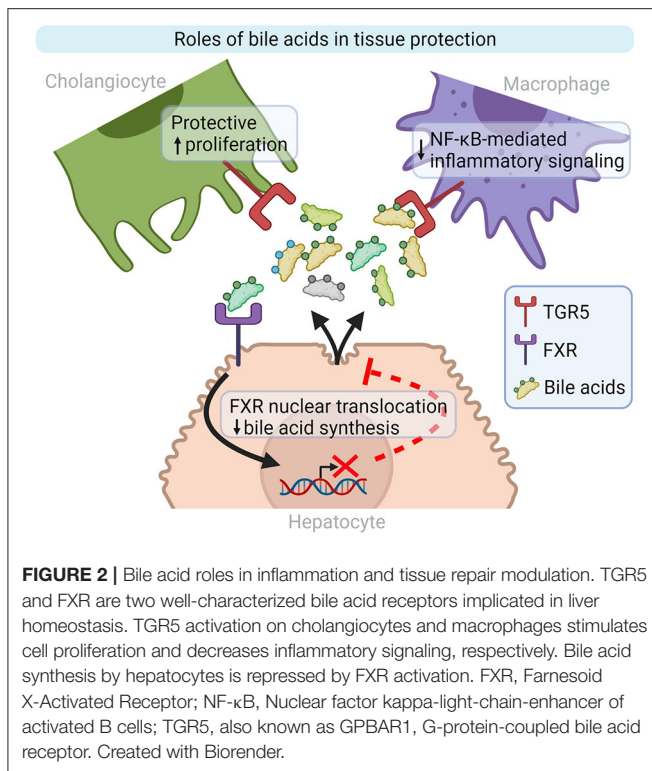 Roles of bile acids in tissue protection
Cholangiocyte
Macrophage
Protective
↑ proliferation
↓ NF-κB-mediated
inflammatory signaling
TGR5
FXR
Bile acids
FXR nuclear translocation
↓ bile acid synthesis
Hepatocyte
FIGURE 2 | Bile acid roles in inflammation and tissue repair modulation. TGR5
and FXR are two well-characterized bile acid receptors implicated in liver
homeostasis. TGR5 activation on cholangiocytes and macrophages stimulates
cell proliferation and decreases inflammatory signaling, respectively. Bile acid
synthesis by hepatocytes is repressed by FXR activation. FXR, Farnesoid
X-Activated Receptor; NF-κB, Nuclear factor kappa-light-chain-enhancer of
activated B cells; TGR5, also known as GPBAR1, G-protein-coupled bile acid
receptor. Created with Biorender.